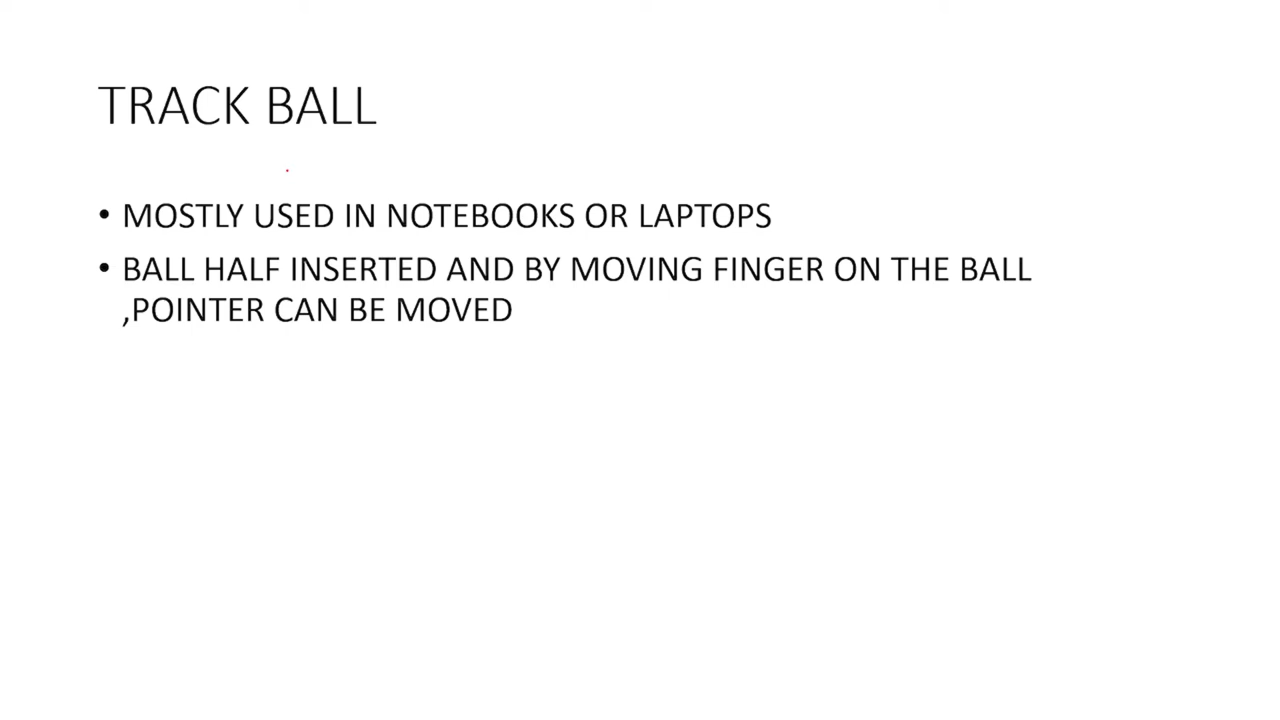 TRACK BALL
• MOSTLY USED IN NOTEBOOKS OR LAPTOPS
• BALL HALF INSERTED AND BY MOVING FINGER ON THE BALL
,POINTER CAN BE MOVED